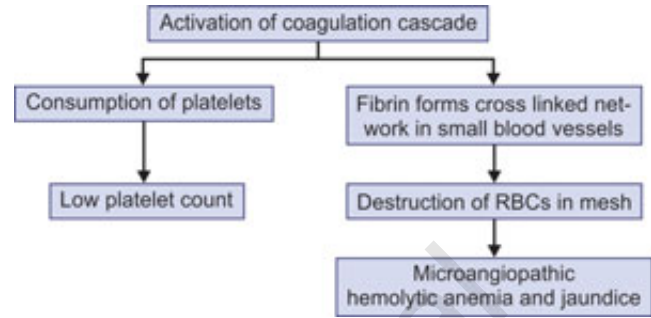 Activation of coagulation cascade
Consumption of platelets
Low platelet count
Fibrin forms cross linked net-
work in small blood vessels
Destruction of RBCs in mesh
Microangiopathic
hemolytic anemia and jaundice